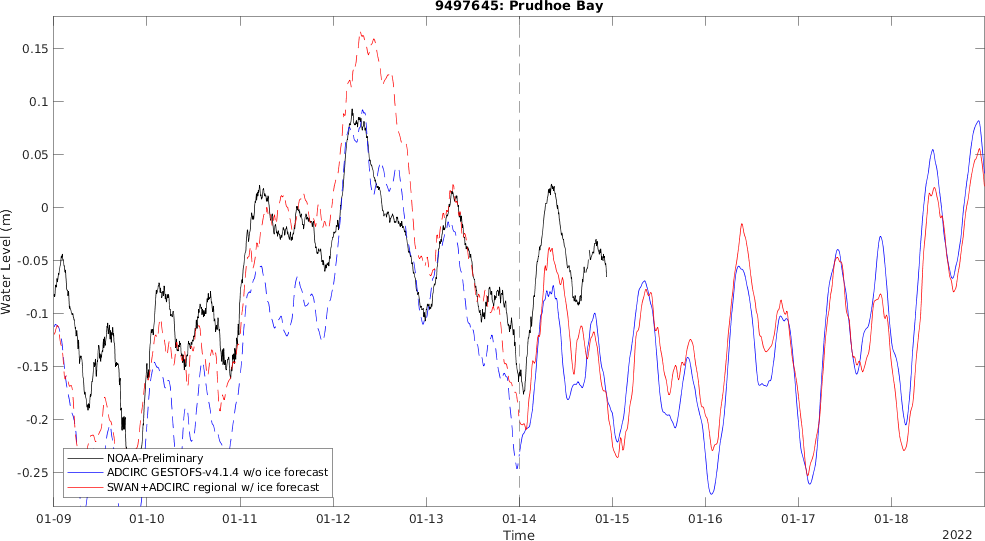 9497645: Prudhoe Bay
Water Level (m)
0.15
0.1
0.05
0
-0.05
-0.1
-0.15
-0.2
-0.25
NOAA-Preliminary
ADCIRC GESTOFS-v4.1.4 w/o ice forecast
SWAN+ADCIRC regional w/ ice forecast
01-09 01-10 01-11 01-12 01-13 01-14 01-15 01-16 01-17 01-18
Time
2022